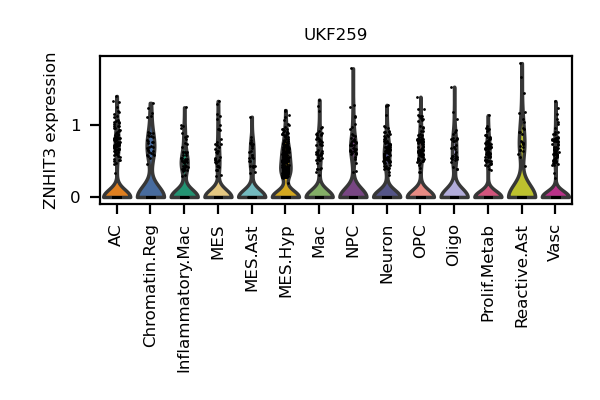 UKF259
ZNHIT3 expression
1
0
AC
Chromatin.Reg
Inflammatory.Mac
MES
MES.Ast
MES.Hyp
Mac
NPC
Neuron
OPC
Oligo
Prolif.Metab
Reactive.Ast
Vasc